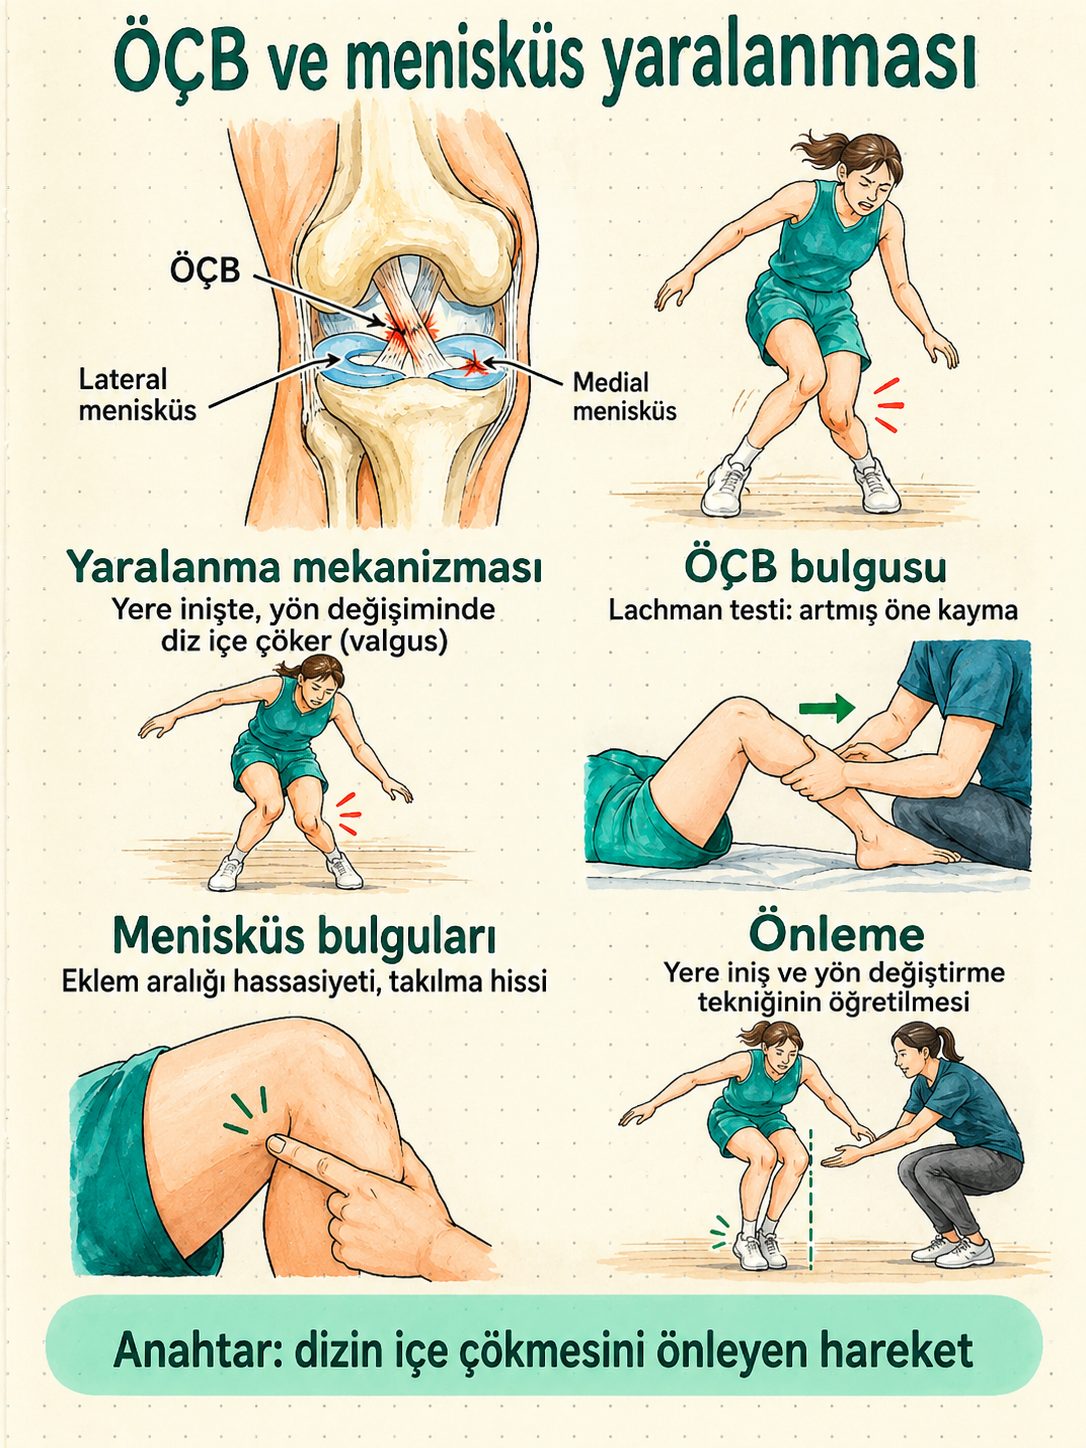 ÖÇB ve menisküs yaralanması
ÖÇB
Lateral
menisküs
Medial
menisküs
Yaralanma mekanizması
Yere inişte, yön değişiminde
diz içe çöker (valgus)
ÖÇB bulgusu
Lachman testi: artmış öne kayma
Menisküs bulguları
Eklem aralığı hassasiyeti, takılma hissi
Önleme
Yere iniş ve yön değiştirme
tekniğinin öğretilmesi
Anahtar: dizin içe çökmesini önleyen hareket